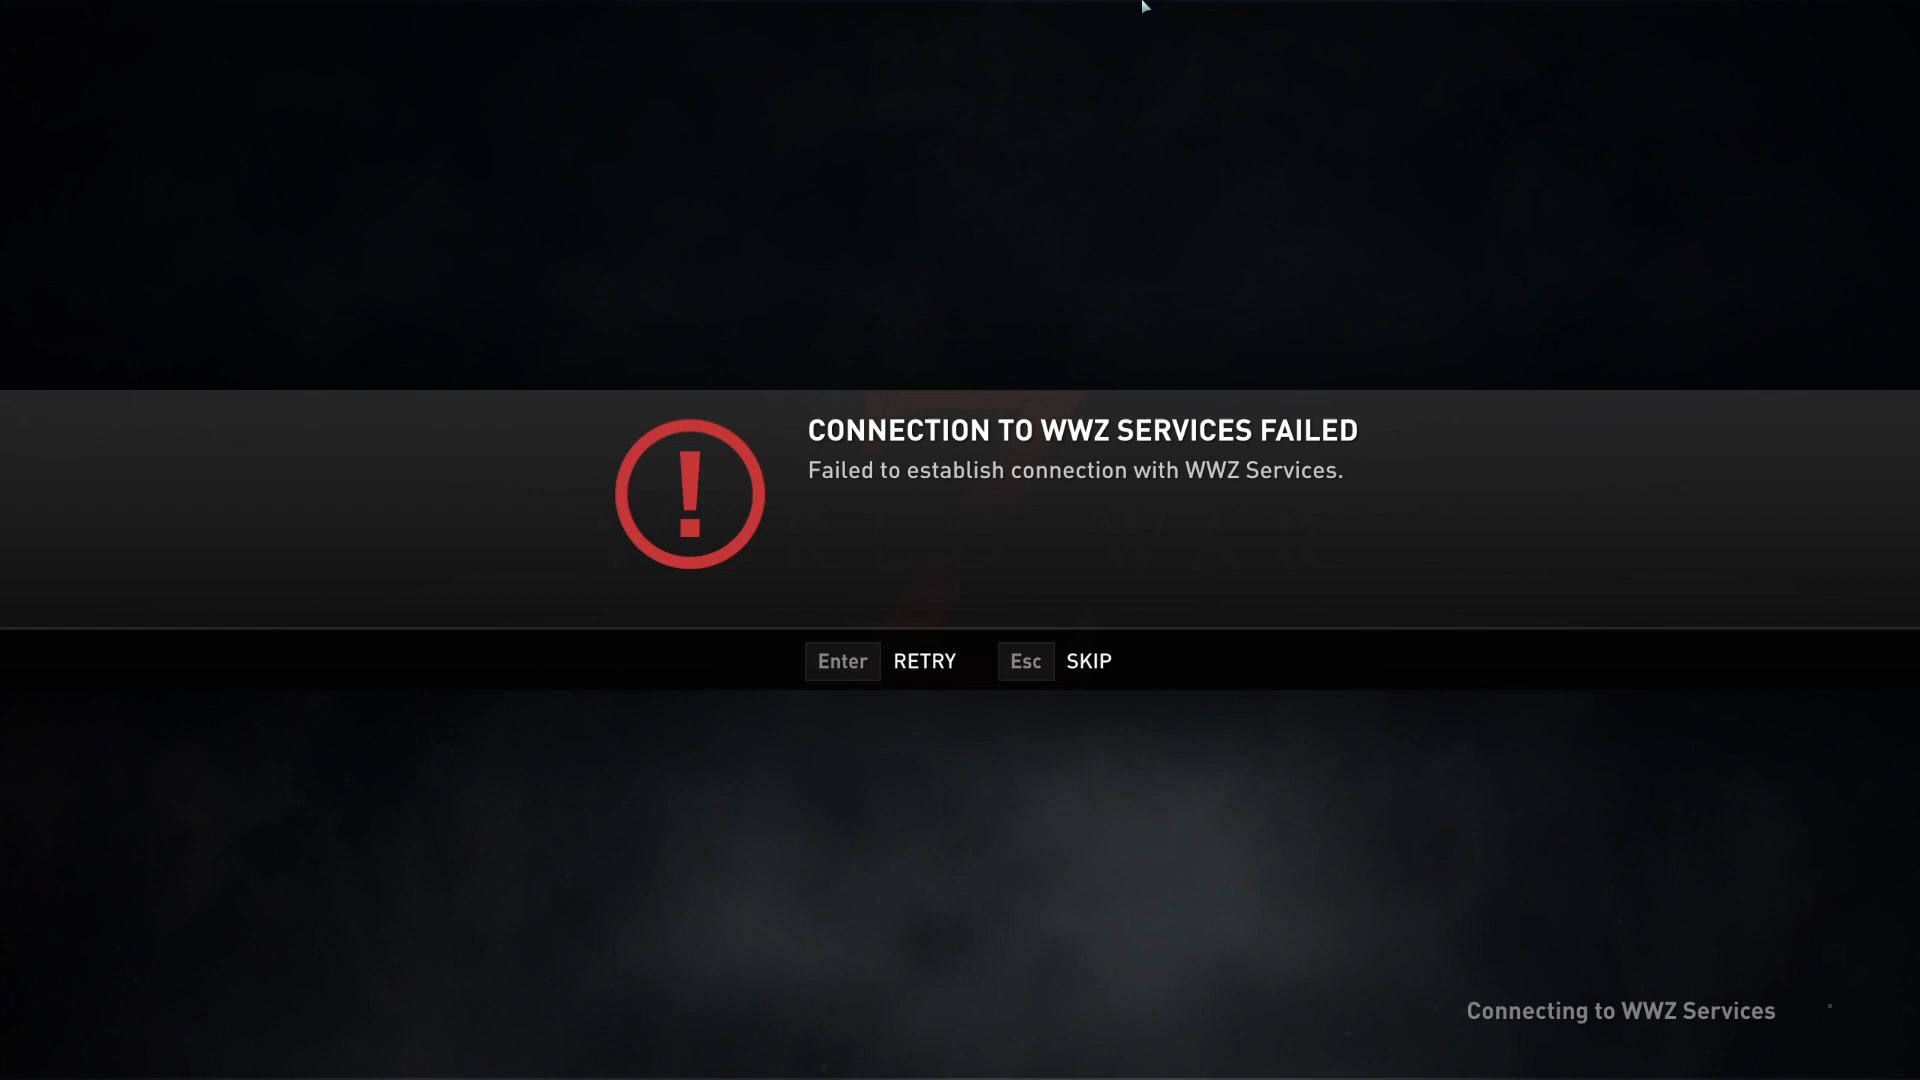 CONNECTION TO WWZ SERVICES FAILED
Failed to establish connection with WWZ Services.
Enter RETRY Esc SKIP
Connecting to WWZ Services